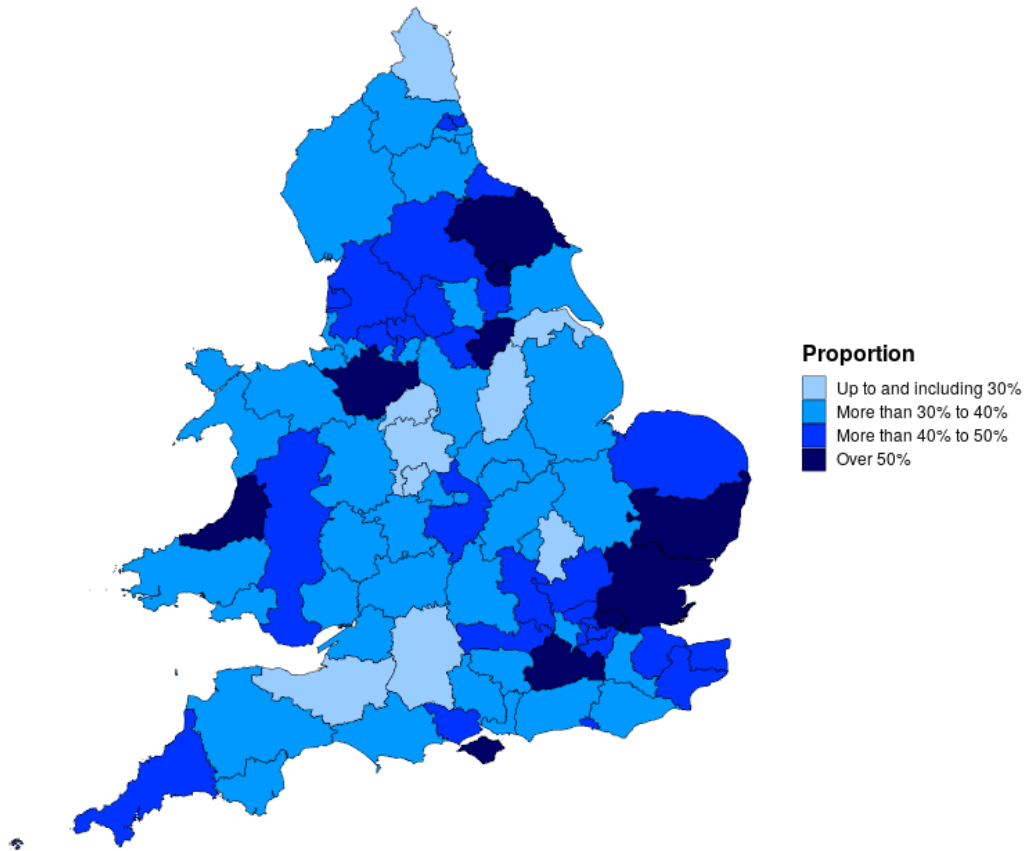 Proportion
Up to and including 30%
More than 30% to 40%
More than 40% to 50%
Over 50%